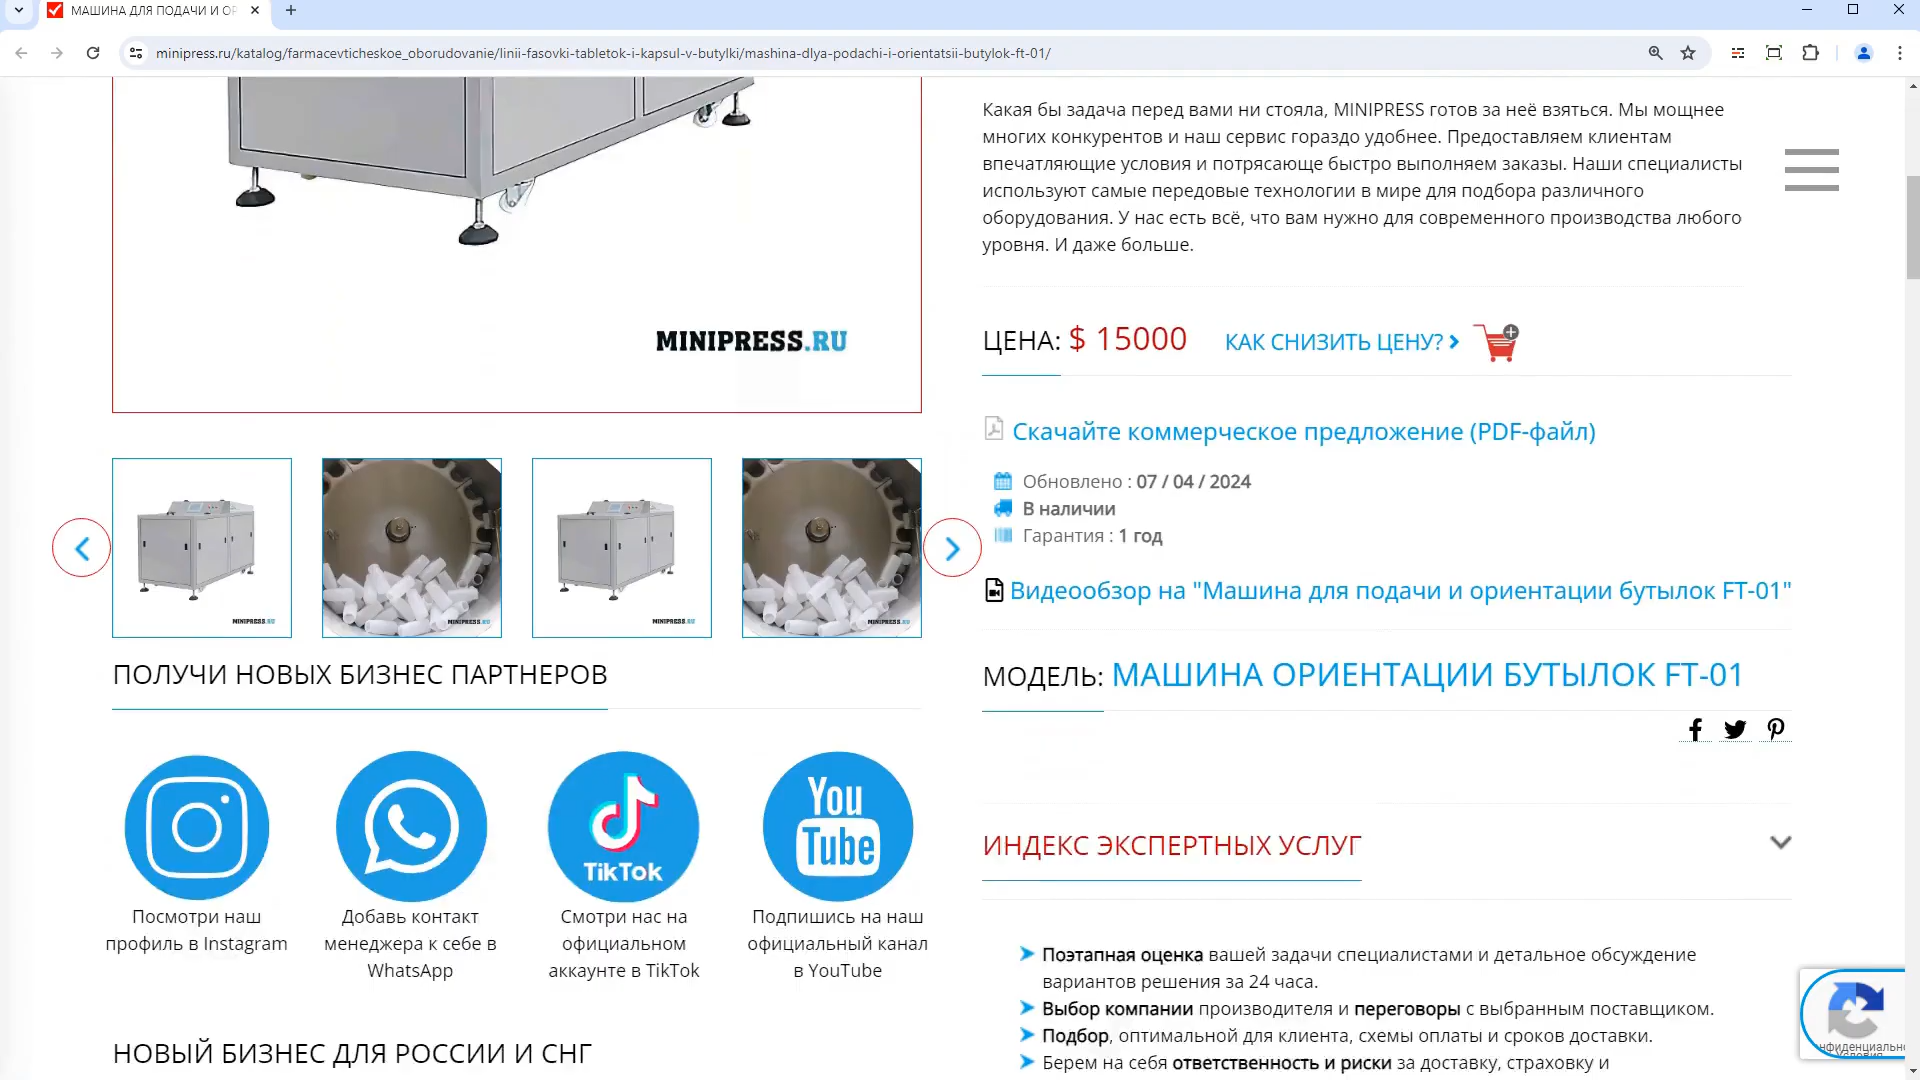 МАШИНА ДЛЯ ПОДАЧИ И ОР
minipress.ru/katalog/farmacevticheskoe_oborudovanie/linii-fasovki-tabletok-i-kapsul-v-butylki/mashina-dlya-podachi-i-orientatsii-butylok-ft-01/
MINIPRESS.RU
MINIPRESS.RU
MINIPRESS.RU
MINIPRESS.RU
MINIPRESS.RU
ПОЛУЧИ НОВЫХ БИЗНЕС ПАРТНЕРОВ
You
Tube
TikTok
Посмотри наш
профиль в Instagram
Добавь контакт
менеджера к себе в
WhatsApp
Смотри нас на
официальном
аккаунте в TikTok
Подпишись на наш
официальный канал
в YouTube
НОВЫЙ БИЗНЕС ДЛЯ РОССИИ И СНГ
Какая бы задача перед вами ни стояла, MINIPRESS готов за неё взяться. Мы мощнее
многих конкурентов и наш сервис гораздо удобнее. Предоставляем клиентам
впечатляющие условия и потрясающе быстро выполняем заказы. Наши специалисты
используют самые передовые технологии в мире для подбора различного
оборудования. У нас есть всё, что вам нужно для современного производства любого
уровня. И даже больше.
ЦЕНА: $ 15000 КАК СНИЗИТЬ ЦЕНУ?
Скачайте коммерческое предложение (PDF-файл)
Обновлено : 07 / 04 / 2024
В наличии
Гарантия : 1 год
Видеообзор на "Машина для подачи и ориентации бутылок FT-01"
МОДЕЛЬ: МАШИНА ОРИЕНТАЦИИ БУТЫЛОК FT-01
ИНДЕКС ЭКСПЕРТНЫХ УСЛУГ
Поэтапная оценка вашей задачи специалистами и детальное обсуждение
вариантов решения за 24 часа.
Выбор компании производителя и переговоры с выбранным поставщиком.
Подбор, оптимальной для клиента, схемы оплаты и сроков доставки.
Берем на себя ответственность и риски за доставку, страховку и